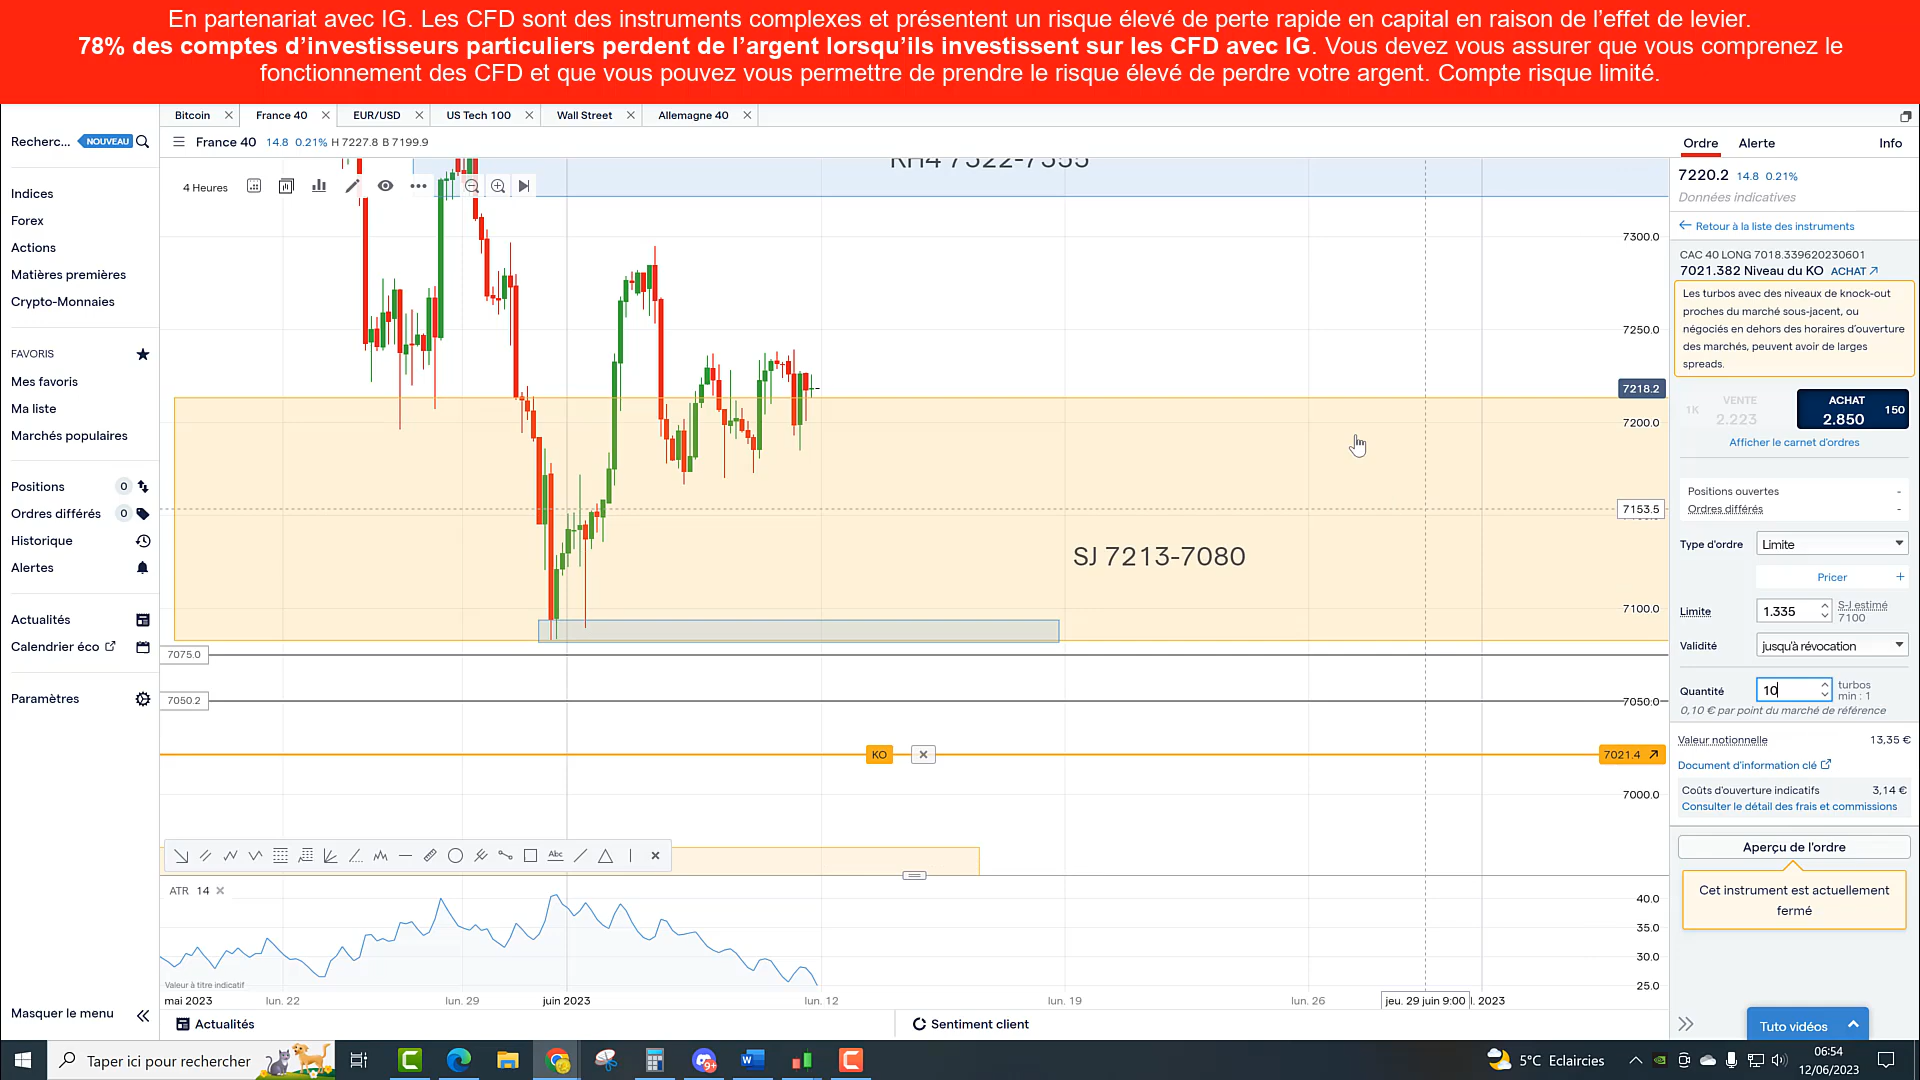 En partenariat avec IG. Les CFD sont des instruments complexes et présentent un risque élevé de perte rapide en capital en raison de l'effet de levier.
78% des comptes d'investisseurs particuliers perdent de l'argent lorsqu'ils investissent sur les CFD avec IG. Vous devez vous assurer que vous comprenez le
fonctionnement des CFD et que vous pouvez vous permettre de prendre le risque élevé de perdre votre argent. Compte risque limité.
Bitcoin France 40 EUR/USD US Tech 100 Wall Street Allemagne 40
Recherc... NOUVEAU
France 40 14.8 0.21% H 7227.8 B 7199.9
Indices
Forex
Actions
Matières premières
Crypto-Monnaies
FAVORIS
Mes favoris
Ma liste
Marchés populaires
Positions 0
Ordres différés 0
Historique
Alertes
Actualités
Calendrier éco
Paramètres
Masquer le menu
4 Heures
RH4 7322-7355
SJ 7213-7080
7075.0
7050.2
KO
7300.0
7250.0
7218.2
7200.0
7153.5
7100.0
7050.0
7021.4
7000.0
Abc
ATR 14
40.0
35.0
30.0
25.0
Valeur à titre indicatif
mai 2023 lun. 22 lun. 29 juin 2023 lun. 12 lun. 19 lun. 26 jeu. 29 juin 9:00 l. 2023
Actualités Sentiment client
Ordre Alerte Info
7220.2 14.8 0.21%
Données indicatives
Retour à la liste des instruments
CAC 40 LONG 7018.339620230601
7021.382 Niveau du KO ACHAT
Les turbos avec des niveaux de knock-out
proches du marché sous-jacent, ou
négociés en dehors des horaires d'ouverture
des marchés, peuvent avoir de larges
spreads.
1K VENTE 2.223
ACHAT 2.850 150
Afficher le carnet d'ordres
Positions ouvertes -
Ordres différés -
Type d'ordre Limite
Pricer +
Limite 1.335 S-J estimé
7100
Validité jusqu'à révocation
Quantité 10 turbos
min : 1
0,10 € par point du marché de référence
Valeur notionnelle 13,35 €
Document d'information clé
Coûts d'ouverture indicatifs 3,14 €
Consulter le détail des frais et commissions
Aperçu de l'ordre
Cet instrument est actuellement
fermé
Tuto vidéos
Taper ici pour rechercher
5°C Eclaircies
06:54
12/06/2023